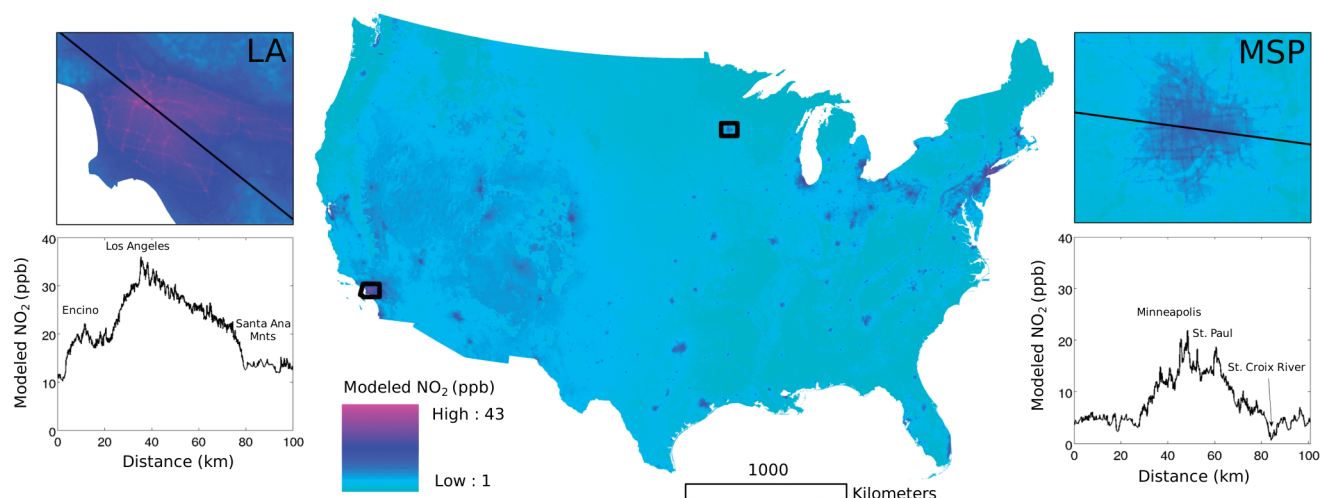 LA
40
30
20
10
0
Modeled NO₂ (ppb)
Los Angeles
Encino
Santa Ana
Mnts
0 20 40 60 80 100
Distance (km)
Modeled NO₂ (ppb)
High : 43
Low : 1
1000
Kilometers
MSP
40
30
20
10
0
Modeled NO₂ (ppb)
Minneapolis
St. Paul
St. Croix River
0 20 40 60 80 100
Distance (km)